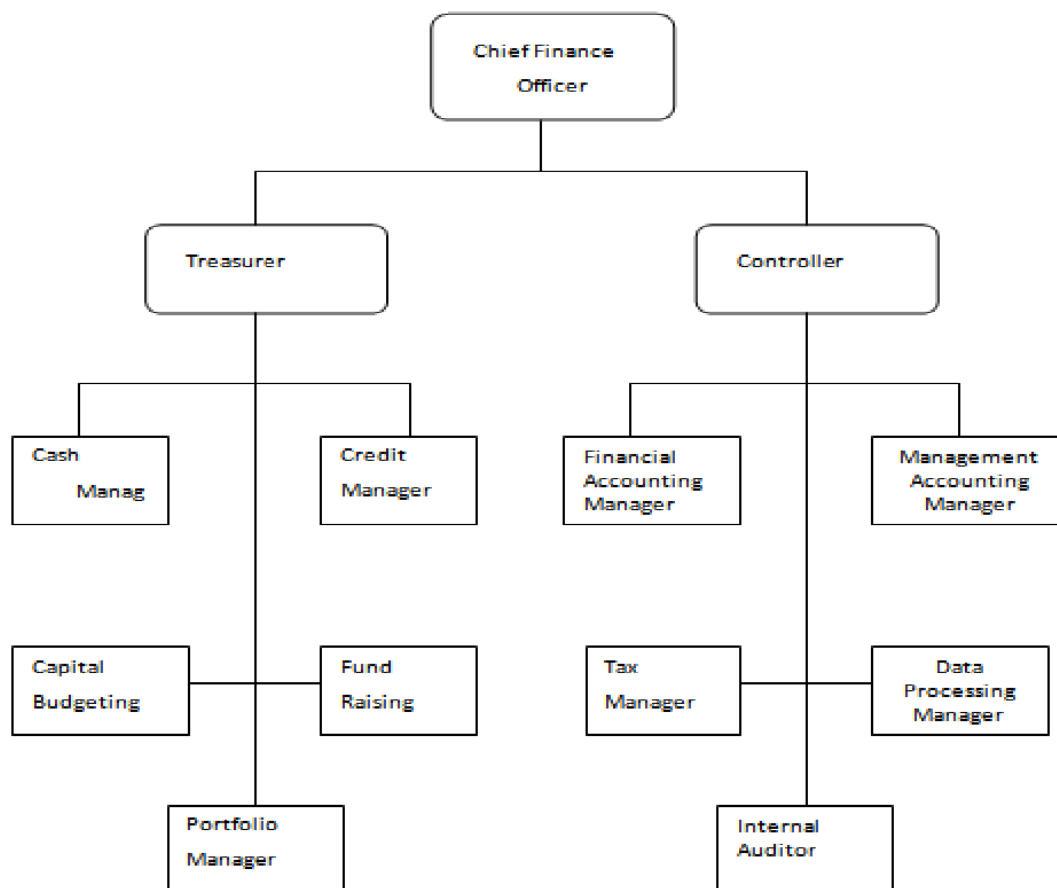 Chief Finance
Officer
Treasurer
Controller
Cash
Manag
Credit
Manager
Financial
Accounting
Manager
Management
Accounting
Manager
Capital
Budgeting
Fund
Raising
Tax
Manager
Data
Processing
Manager
Portfolio
Manager
Internal
Auditor